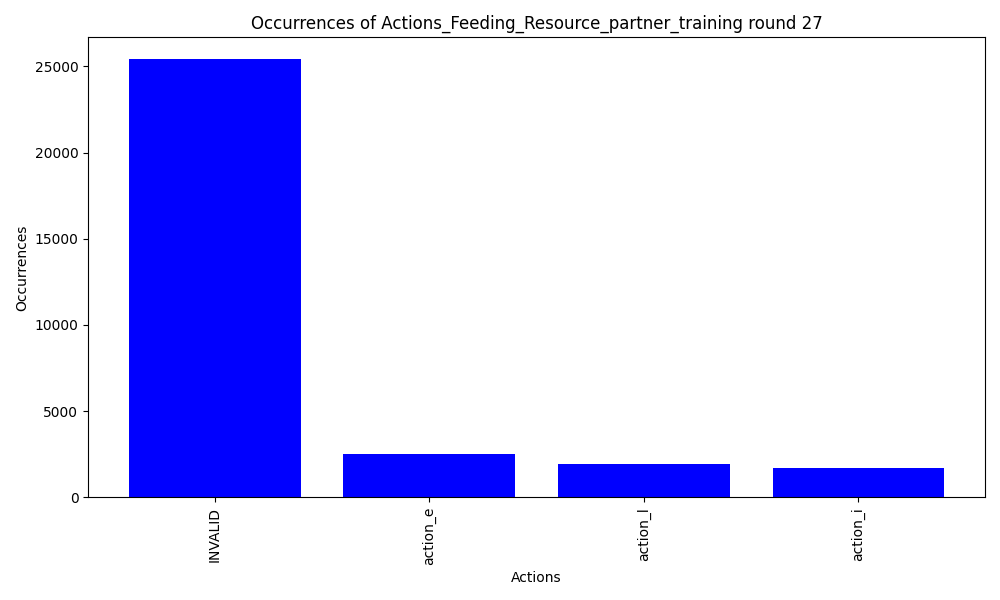 Occurrences of Actions_Feeding_Resource_partner_training round 27
Occurrences
25000
20000
15000
10000
5000
0
INVALID
action_e
action_l
action_i
Actions